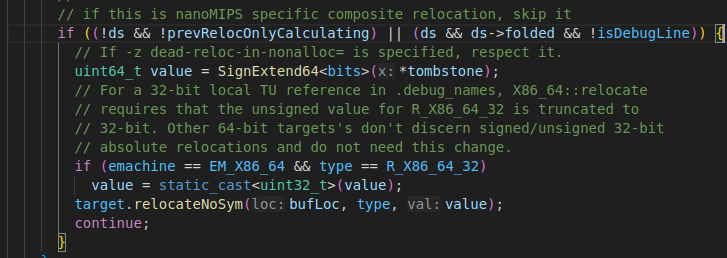 // if this is nanoMIPS specific composite relocation, skip it
if ((!ds && !prevRelocOnlyCalculating) || (ds && ds->folded && !isDebugLine)) {
// If -z dead-reloc-in-nonalloc= is specified, respect it.
uint64_t value = SignExtend64<bits>(x: *tombstone);
// For a 32-bit local TU reference in .debug_names, X86_64::relocate
// requires that the unsigned value for R_X86_64_32 is truncated to
// 32-bit. Other 64-bit targets's don't discern signed/unsigned 32-bit
// absolute relocations and do not need this change.
if (emachine == EM_X86_64 && type == R_X86_64_32)
value = static_cast<uint32_t>(value);
target.relocateNoSym(loc: bufLoc, type, val: value);
continue;
}